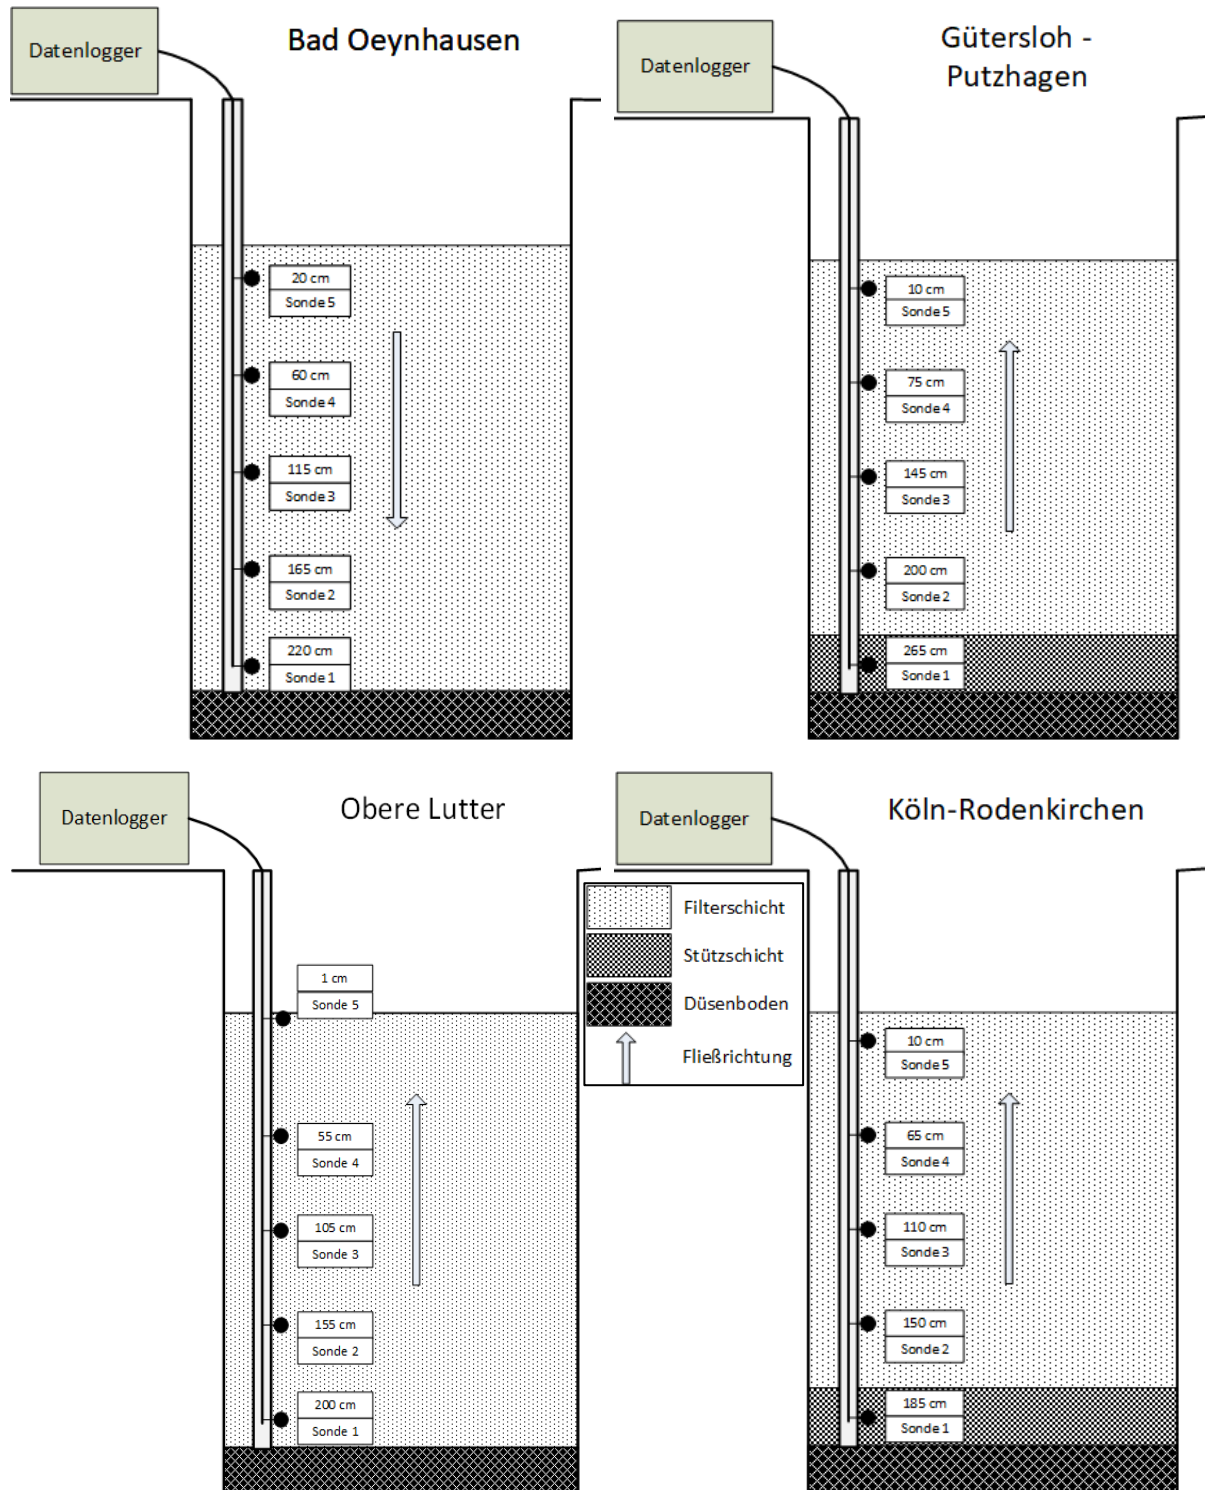 Datenlogger
Bad Oeynhausen
20 cm
Sonde 5
60 cm
Sonde 4
115 cm
Sonde 3
165 cm
Sonde 2
220 cm
Sonde 1
Datenlogger
Gütersloh -
Putzhagen
10 cm
Sonde 5
75 cm
Sonde 4
145 cm
Sonde 3
200 cm
Sonde 2
265 cm
Sonde 1
Datenlogger
Obere Lutter
1 cm
Sonde 5
55 cm
Sonde 4
105 cm
Sonde 3
155 cm
Sonde 2
200 cm
Sonde 1
Filterschicht
Stützschicht
Düsenboden
Fließrichtung
Datenlogger
Köln-Rodenkirchen
10 cm
Sonde 5
65 cm
Sonde 4
110 cm
Sonde 3
150 cm
Sonde 2
185 cm
Sonde 1